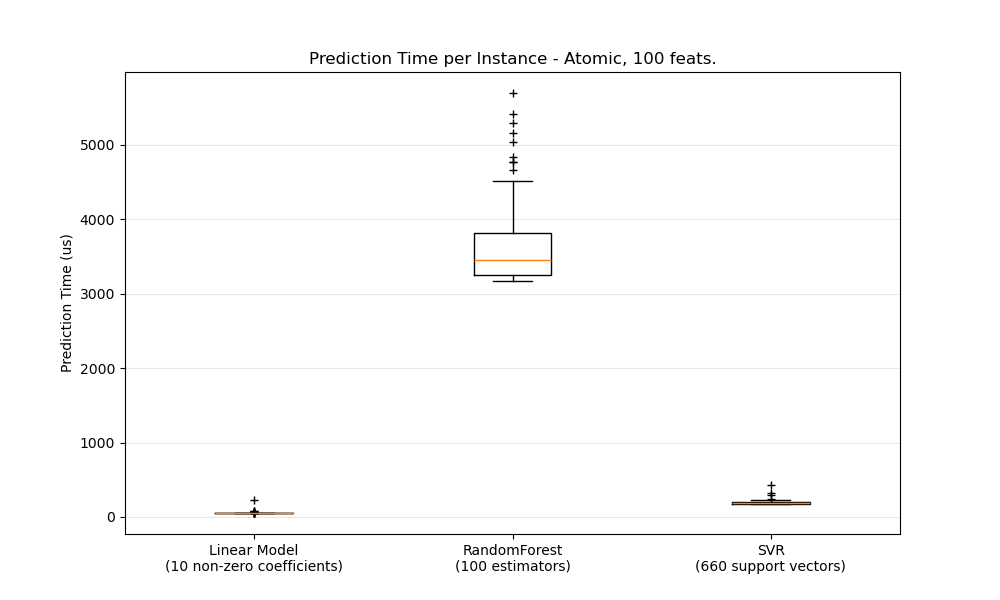 Prediction Time per Instance - Atomic, 100 feats.
Prediction Time (us)
5000
4000
3000
2000
1000
0
Linear Model
(10 non-zero coefficients)
RandomForest
(100 estimators)
SVR
(660 support vectors)